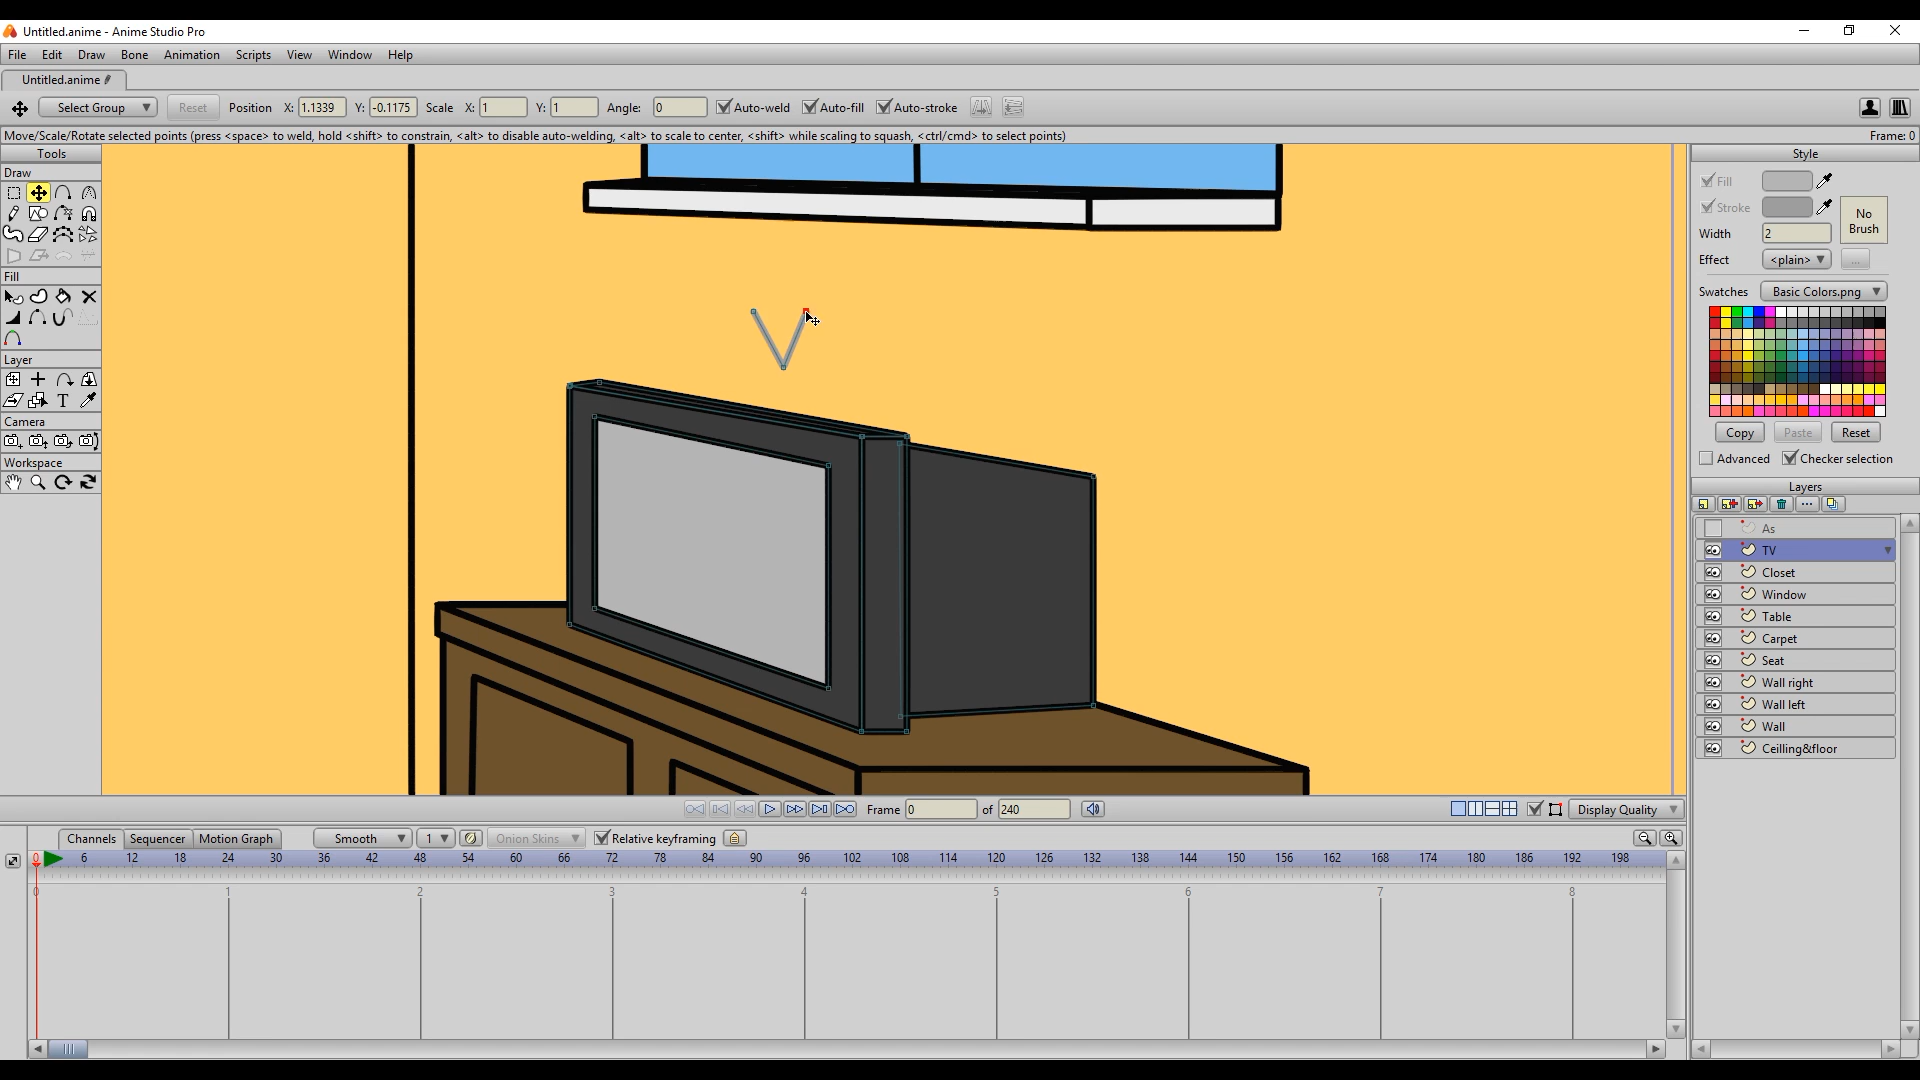 Untitled.anime - Anime Studio Pro
File Edit Draw Bone Animation Scripts View Window Help
Untitled.anime
Select Group Reset Position X: 1.1339 Y: -0.1175 Scale X: 1 Y: 1 Angle: 0 Auto-weld Auto-fill Auto-stroke
Move/Scale/Rotate selected points (press <space> to weld, hold <shift> to constrain, <alt> to disable auto-welding, <alt> to scale to center, <shift> while scaling to squash, <ctrl/cmd> to select points) Frame: 0
Tools
Draw
Fill
Layer
T
Camera
Workspace
Style
Fill
Stroke
No Brush
Width 2
Effect <plain> ...
Swatches Basic Colors.png
Copy Paste Reset
Advanced Checker selection
Layers
As
TV
Closet
Window
Table
Carpet
Seat
Wall right
Wall left
Wall
Ceilling&floor
Frame 0 of 240 Display Quality
Channels Sequencer Motion Graph Smooth 1 Onion Skins Relative keyframing
0 6 12 18 24 30 36 42 48 54 60 66 72 78 84 90 96 102 108 114 120 126 132 138 144 150 156 162 168 174 180 186 192 198
0 1 2 3 4 5 6 7 8